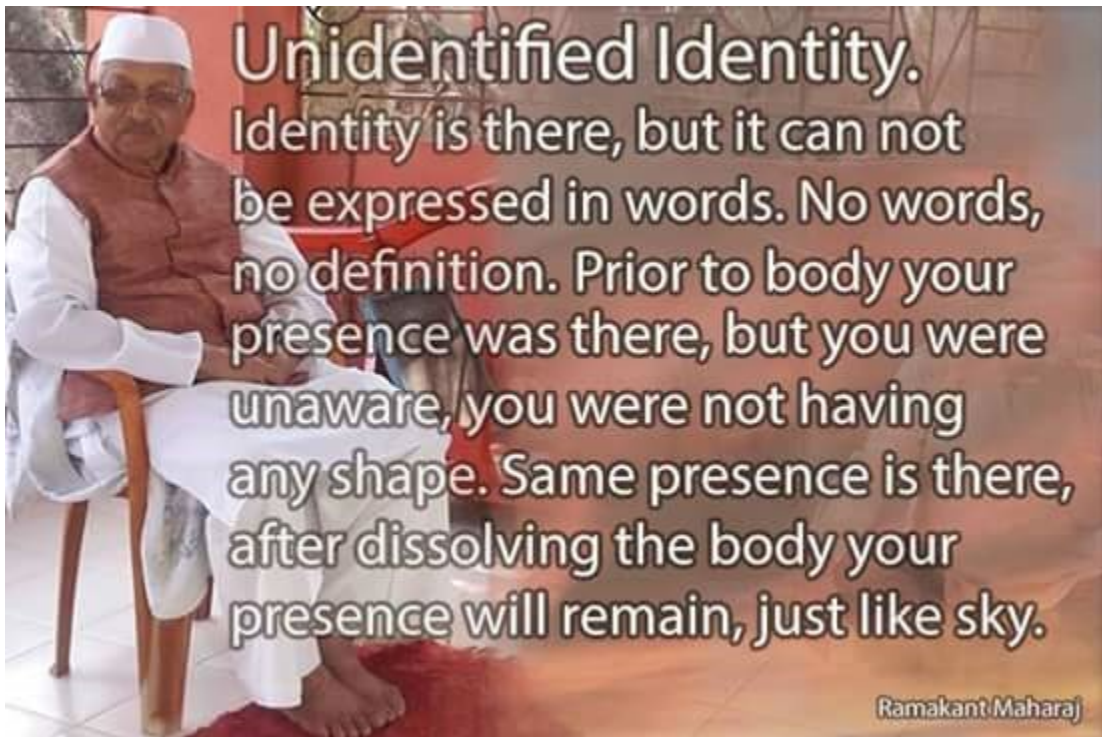 Unidentified Identity.
Identity is there, but it can not
be expressed in words. No words,
no definition. Prior to body your
presence was there, but you were
unaware, you were not having
any shape. Same presence is there,
after dissolving the body your
presence will remain, just like sky.
Ramakant Maharaj